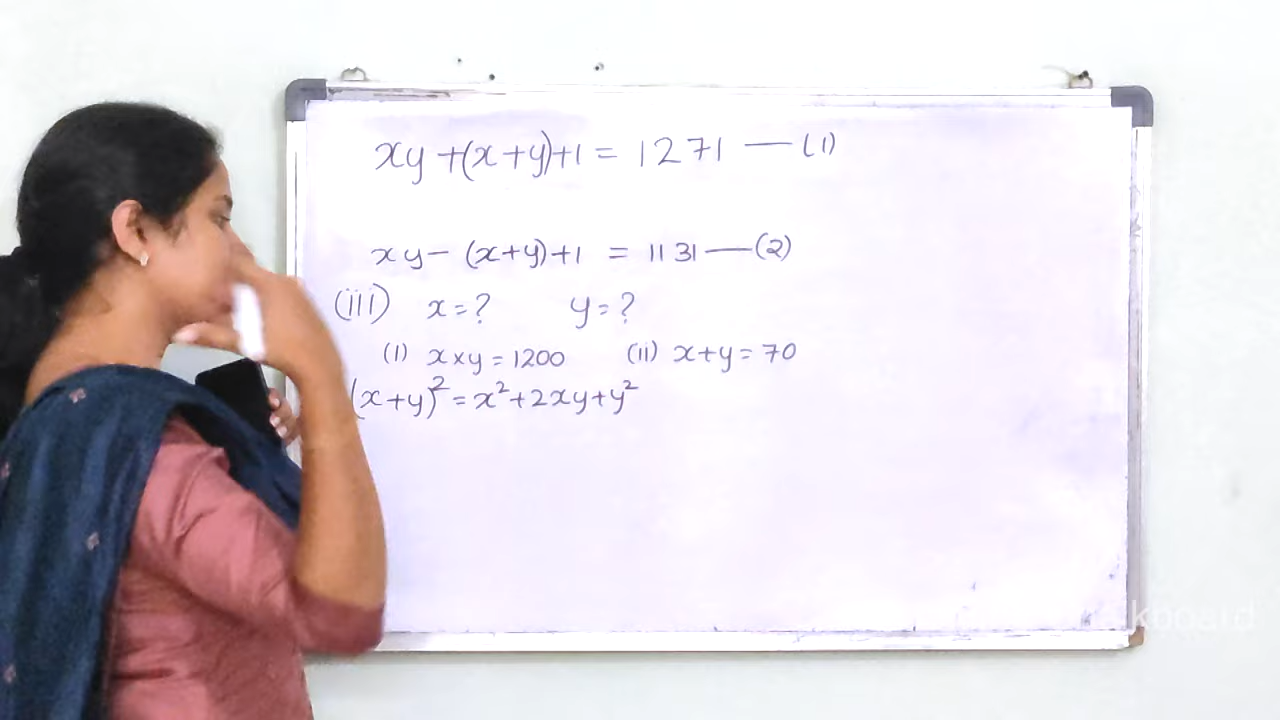 xy +(x+y)+1 = 1271 — (1)
xy - (x+y)+1 = 1131 — (2)
(iii) x=? y=?
(i) x×y = 1200 (ii) x+y = 70
(x+y)² = x²+2xy+y²